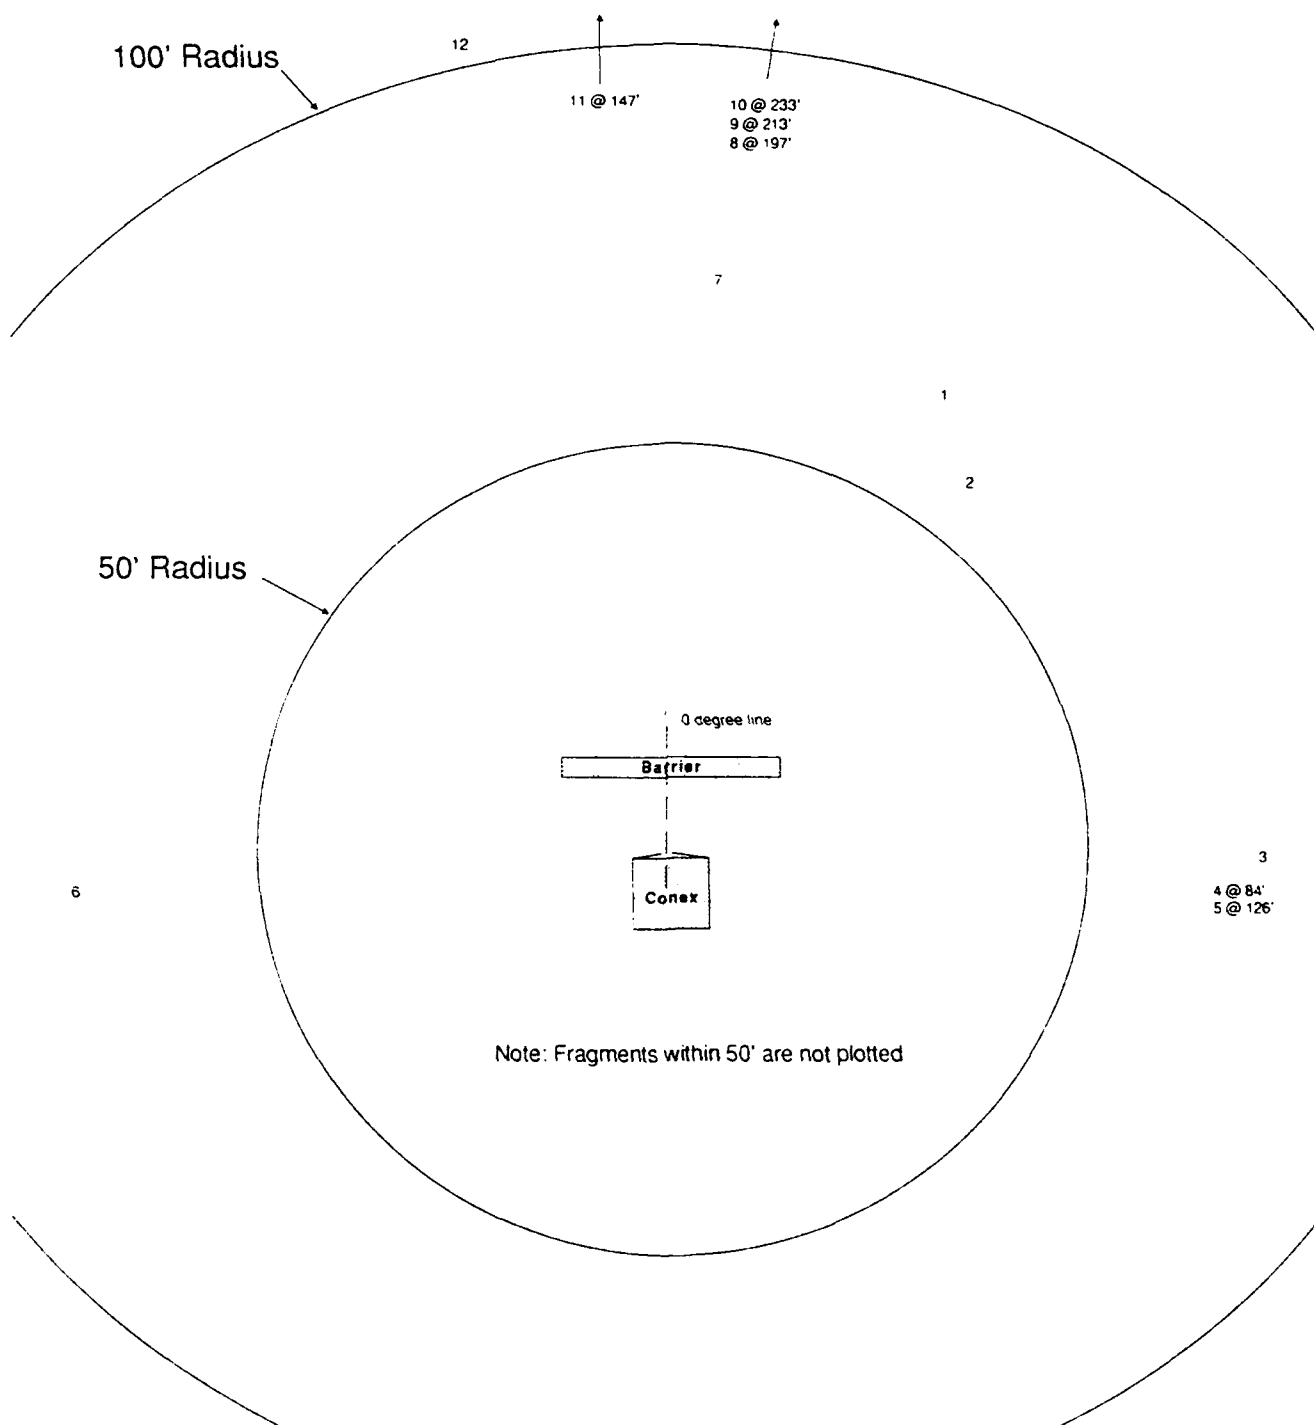 12
100' Radius
11 @ 147'
10 @ 233'
9 @ 213'
8 @ 197'
7
1
2
50' Radius
0 degree line
Barrier
3
6
4 @ 84'
5 @ 126'
Conex
Note: Fragments within 50' are not plotted